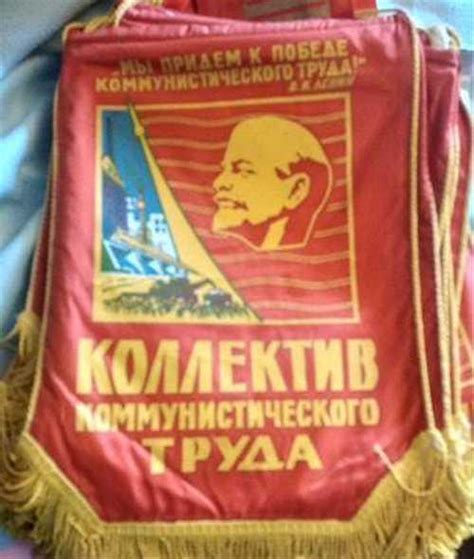 „МЫ ПРИДЕМ К ПОБЕДЕ
КОММУНИСТИЧЕСКОГО ТРУДА!"
В. И. ЛЕНИН
КОЛЛЕКТИВ
КОММУНИСТИЧЕСКОГО
ТРУДА